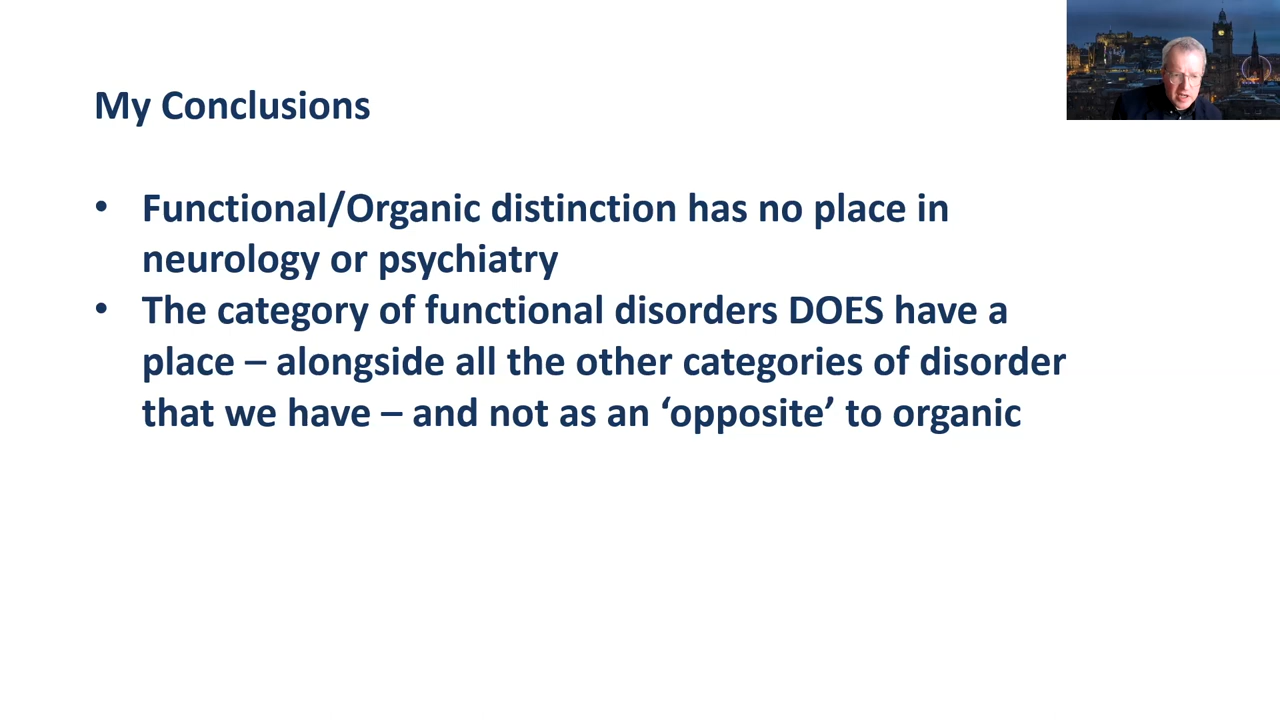 My Conclusions
• Functional/Organic distinction has no place in
neurology or psychiatry
• The category of functional disorders DOES have a
place – alongside all the other categories of disorder
that we have – and not as an ‘opposite’ to organic